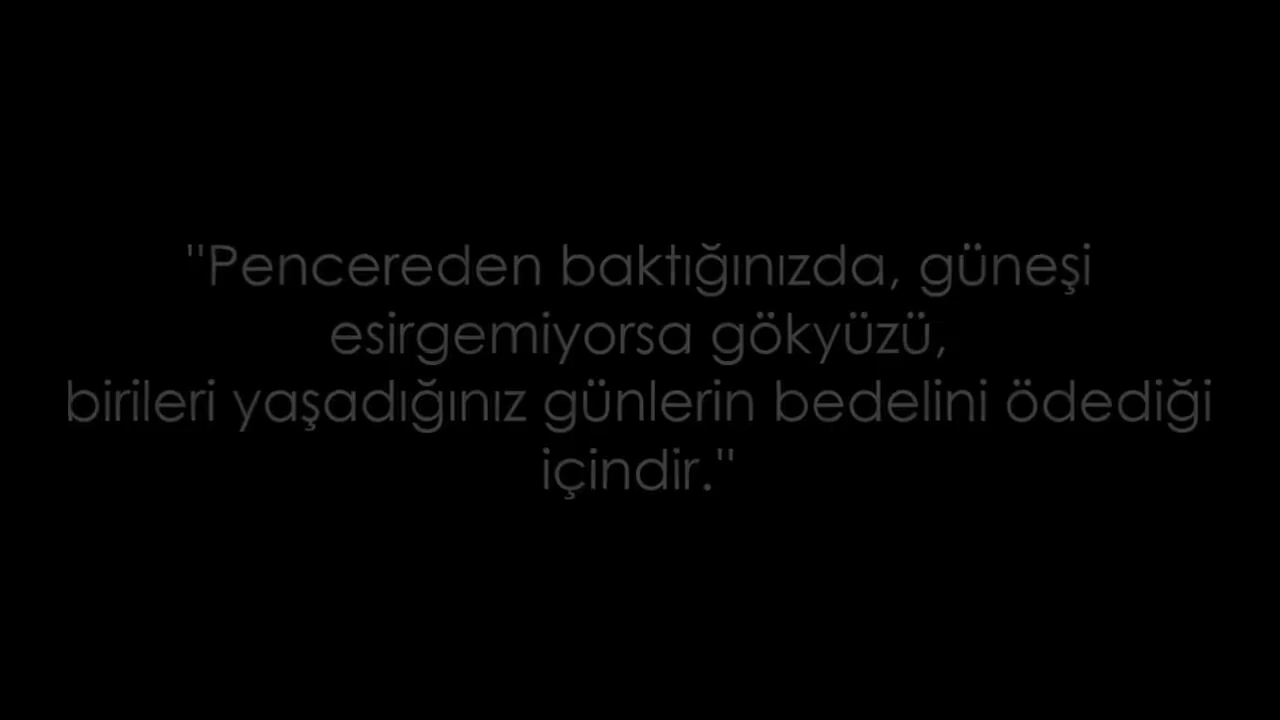 "Pencereden baktığınızda, güneşi
esirgemiyorsa gökyüzü,
birileri yaşadığınız günlerin bedelini ödediği
içindir."